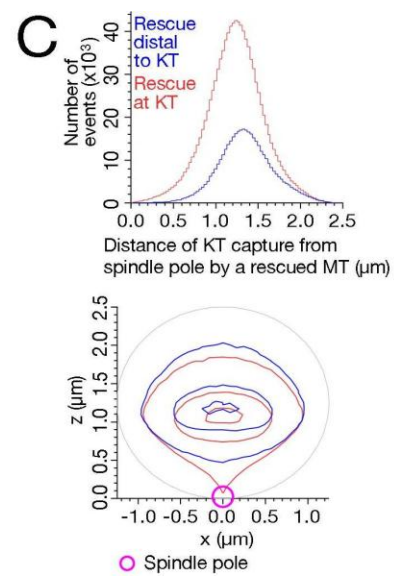 C
Rescue
distal
to KT
Rescue
at KT
Number of
events (x10³)
40
30
20
10
0
0.0 0.5 1.0 1.5 2.0 2.5
Distance of KT capture from
spindle pole by a rescued MT (μm)
2.5
2.0
1.5
1.0
0.5
0.0
z (μm)
-1.0 -0.5 0.0 0.5 1.0
x (μm)
Spindle pole